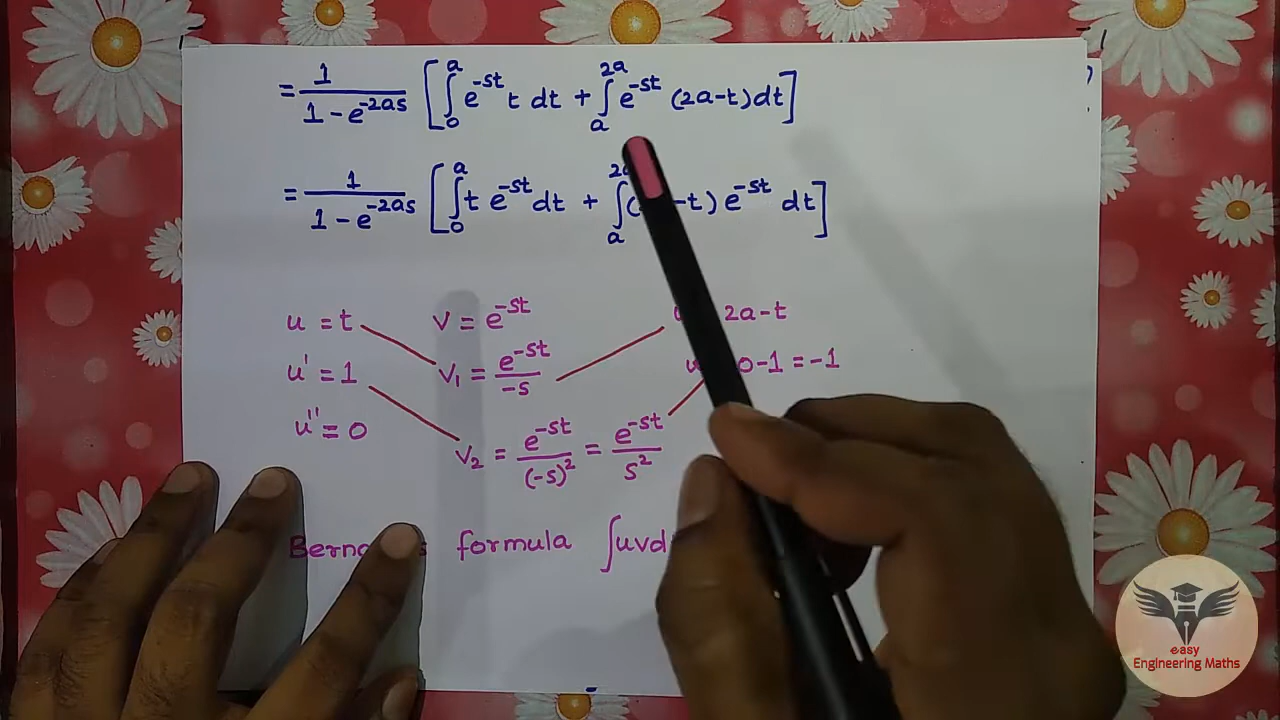 = 1/(1 - e^{-2as}) [∫_0^a e^{-st} t dt + ∫_a^{2a} e^{-st} (2a-t) dt]
= 1/(1 - e^{-2as}) [∫_0^a t e^{-st} dt + ∫_a (-t) e^{-st} dt]
u = t v = e^{-st} 2a-t
u' = 1 v₁ = e^{-st}/-s 0-1 = -1
u'' = 0 v₂ = e^{-st}/(-s)² = e^{-st}/s²
formula ∫uvd
easy
Engineering Maths